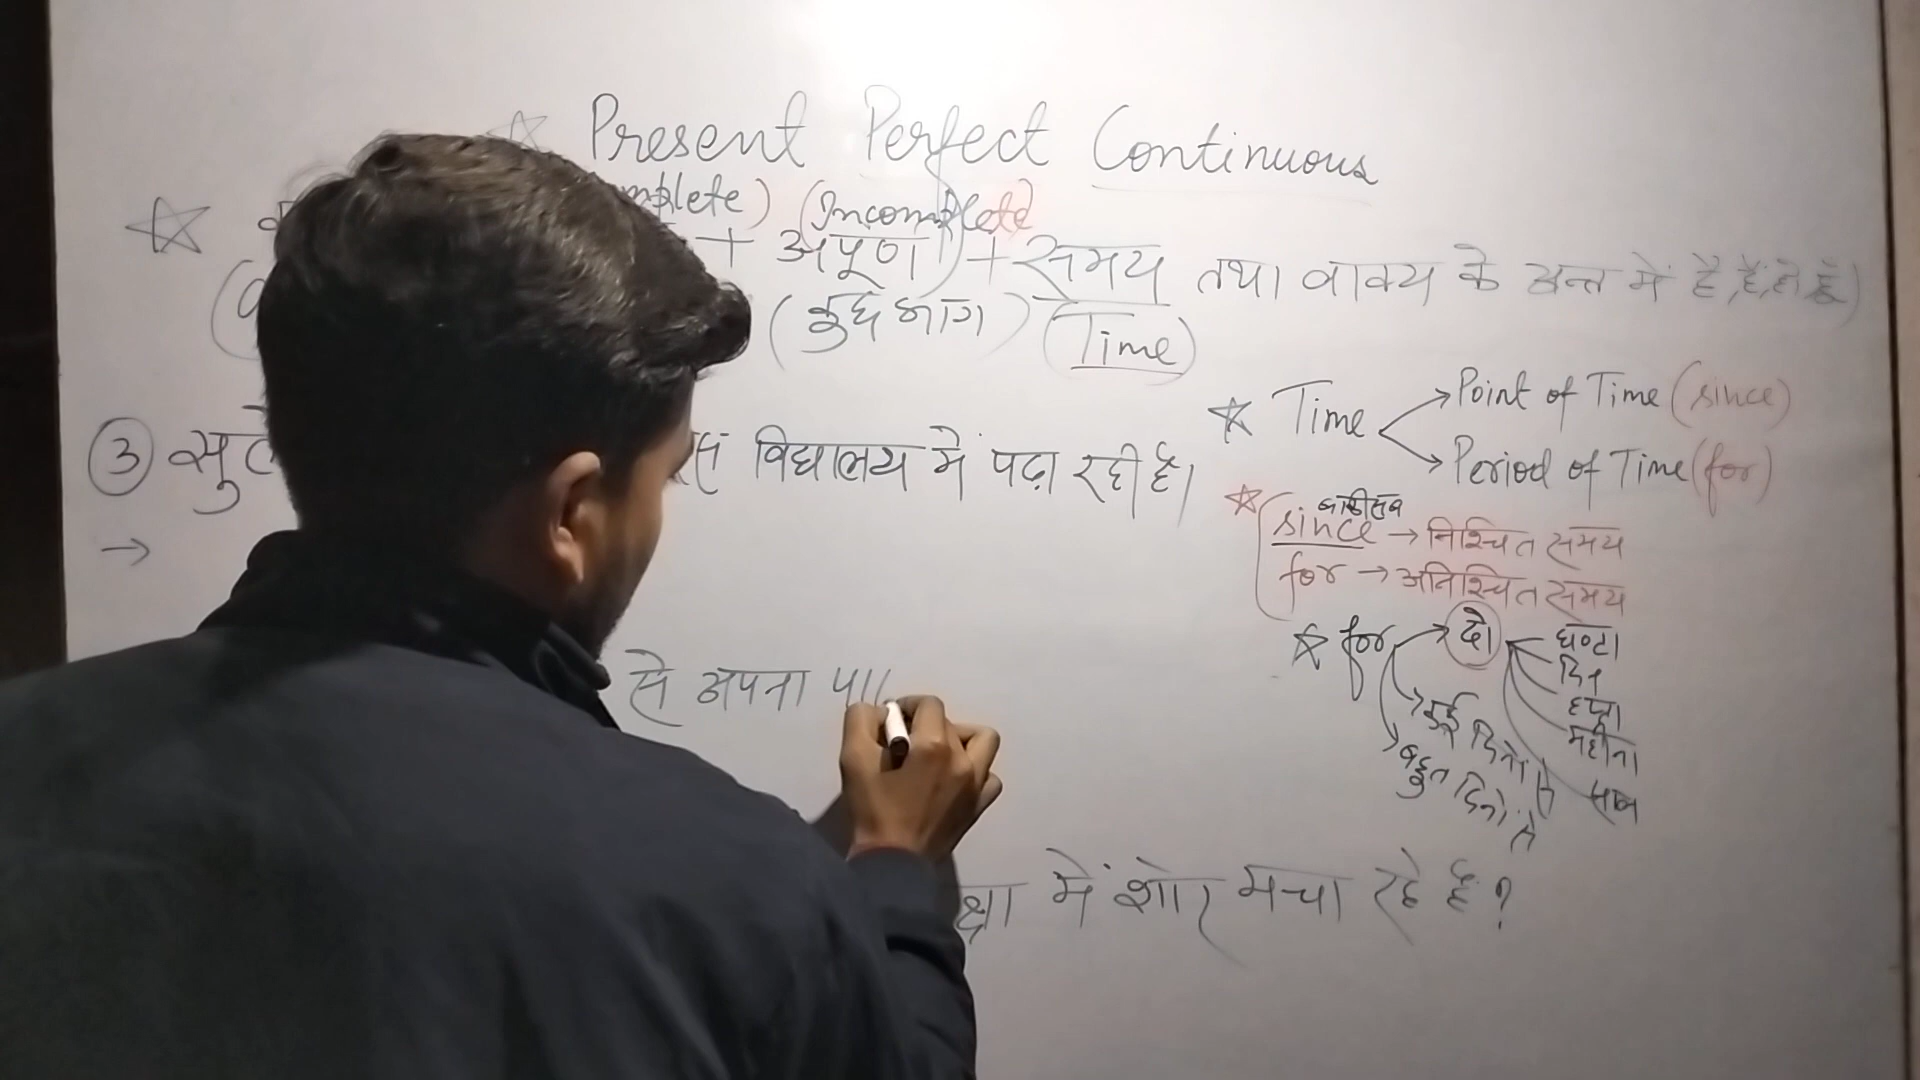 Present Perfect Continuous
mplete) (Incomplete)
+ अपूर्ण + समय तथा वाक्य के अन्त में है, हैं, हो, हूँ)
(कुछ भाग) (Time)
③ विद्यालय में पढ़ा रही है।
→
से अपना
क्षा में शोर मचा रहे हैं?
* Time → Point of Time (since)
→ Period of Time (for)
* since → निश्चित समय
for → अनिश्चित समय
* for → दो घण्टा
दिन
हफ्ता
महीना
साल
कई दिनों से
बहुत दिनों से